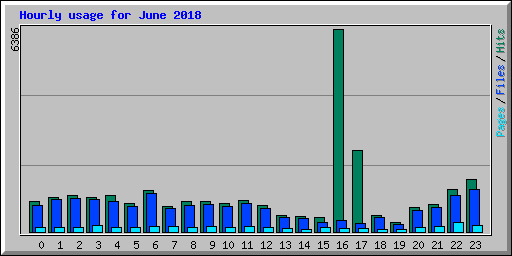 Hourly usage for June 2018
6386
Pages/Files/Hits
0 1 2 3 4 5 6 7 8 9 10 11 12 13 14 15 16 17 18 19 20 21 22 23